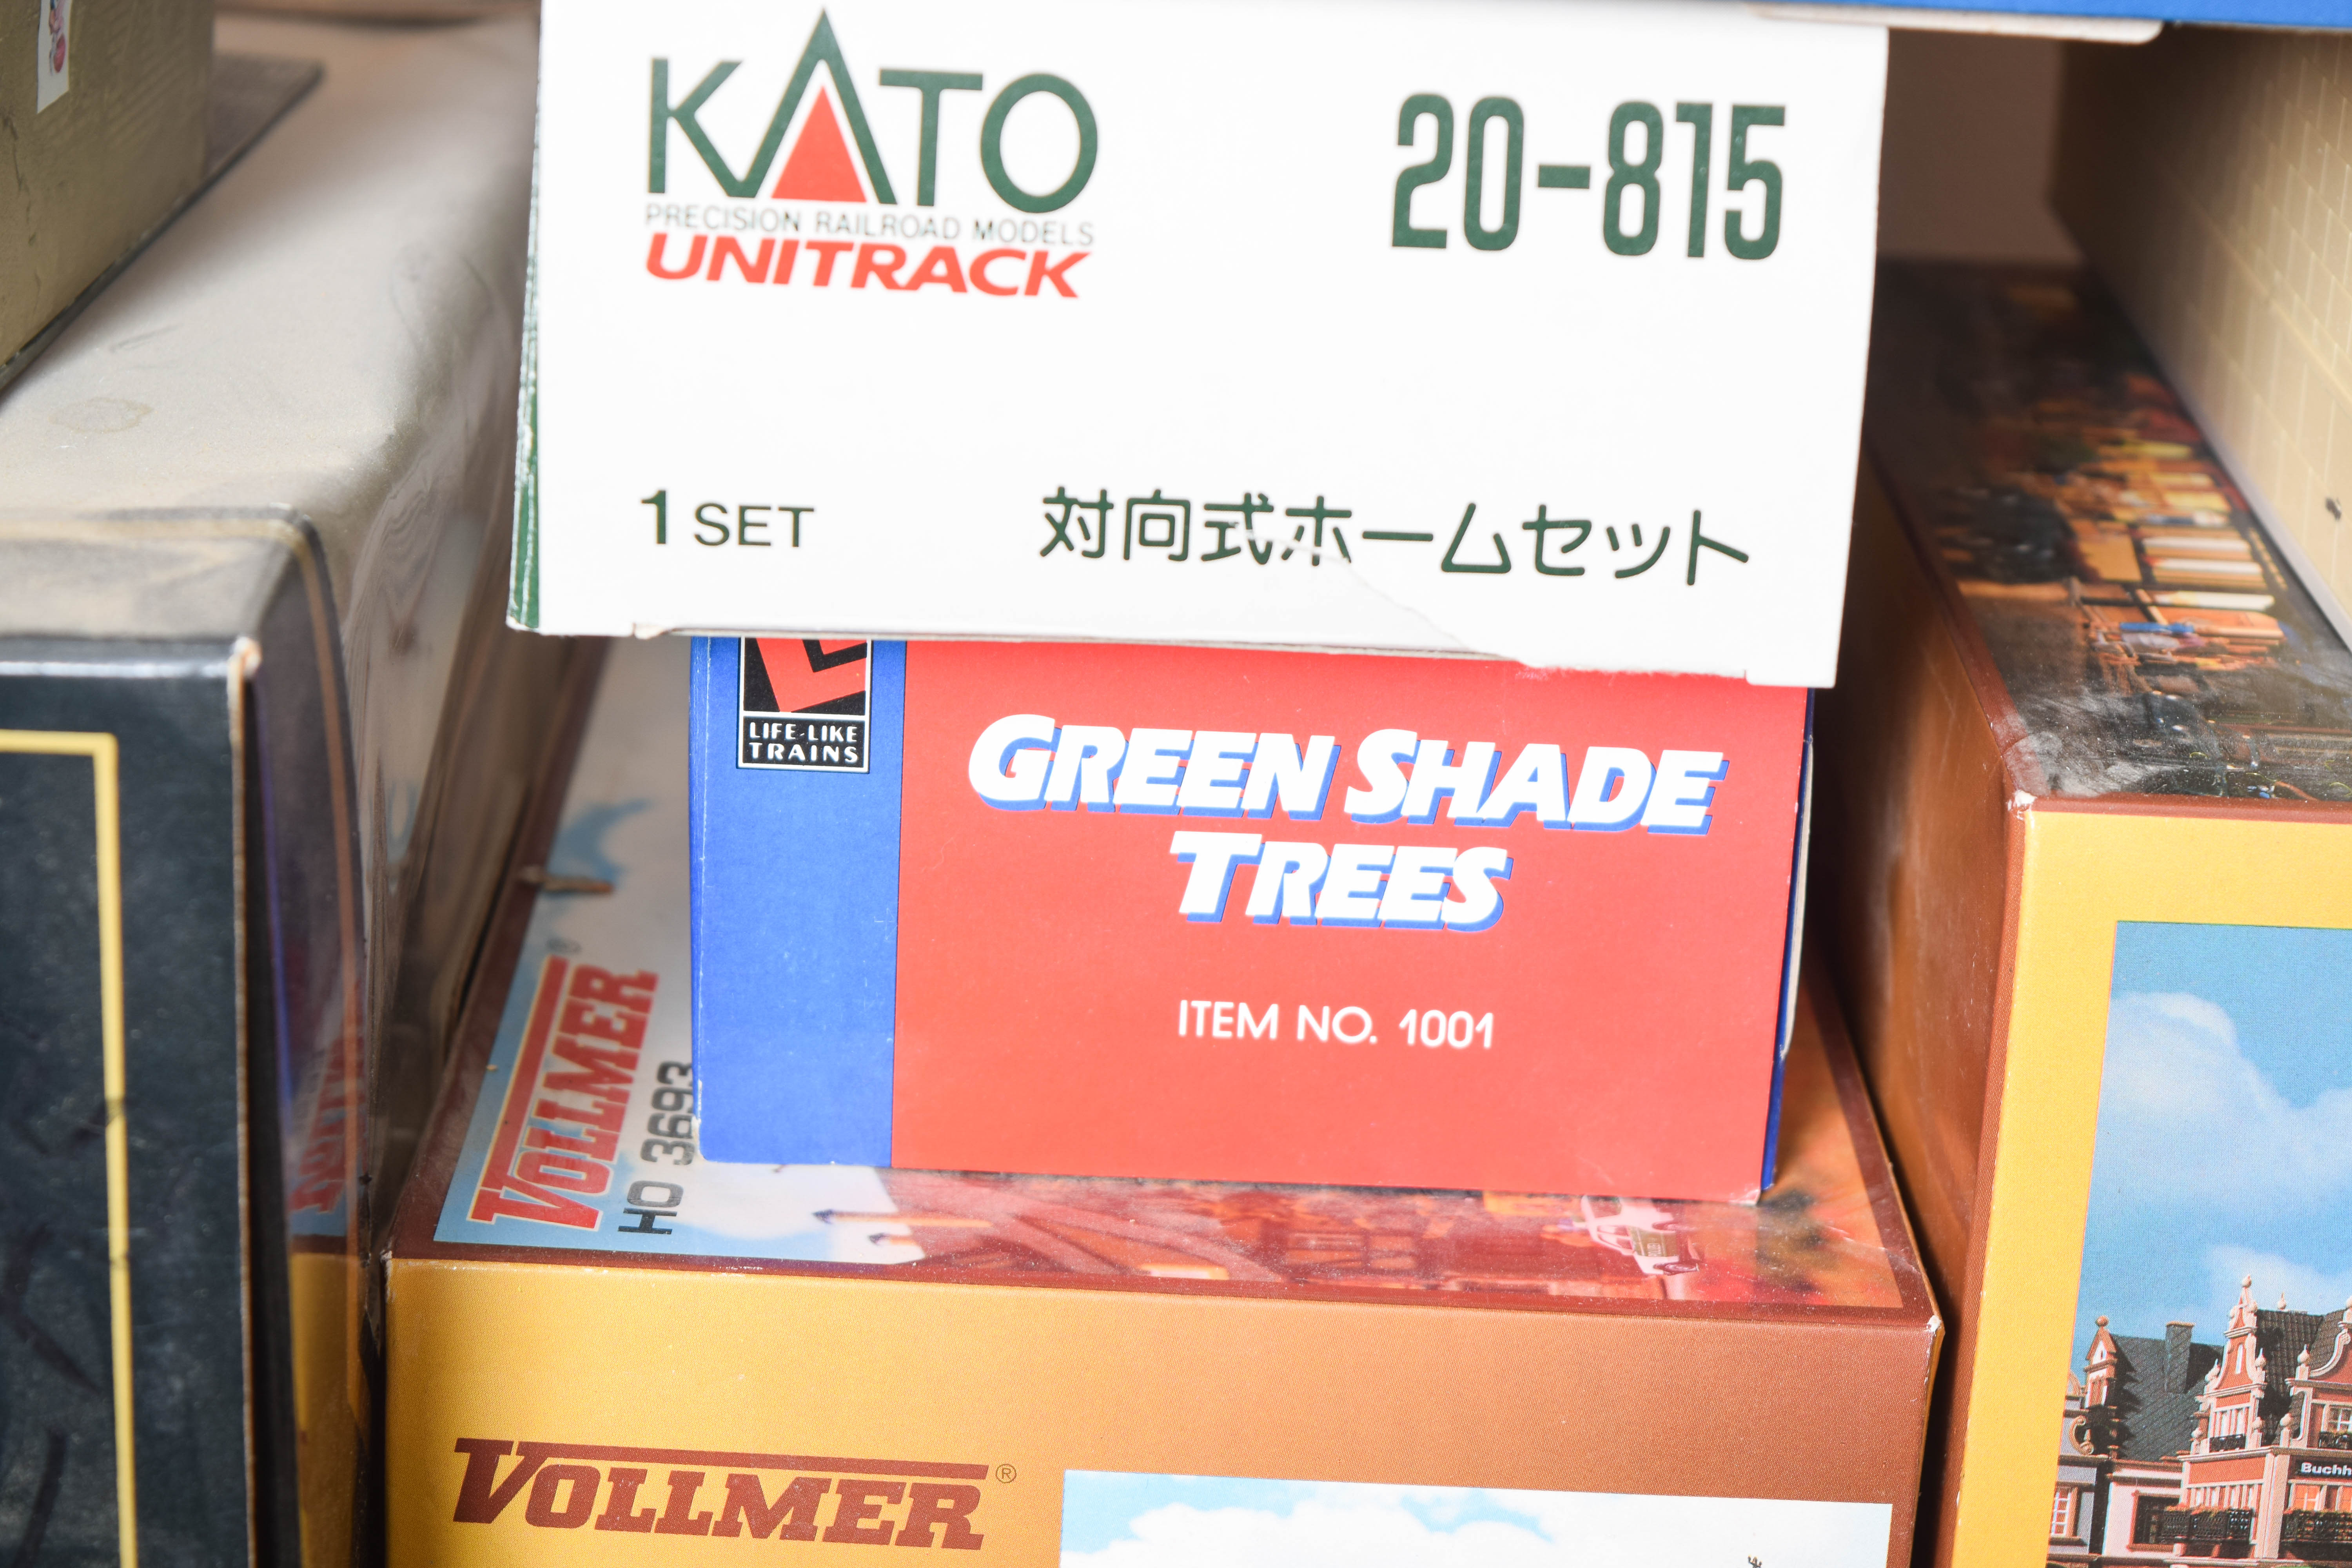 KATO
PRECISION RAILROAD MODELS
UNITRACK
20-815
1 SET
対向式ホームセット
LIFE-LIKE
TRAINS
GREEN SHADE
TREES
ITEM NO. 1001
VOLLMER®
HO 3693
VOLLMER®
Buchh